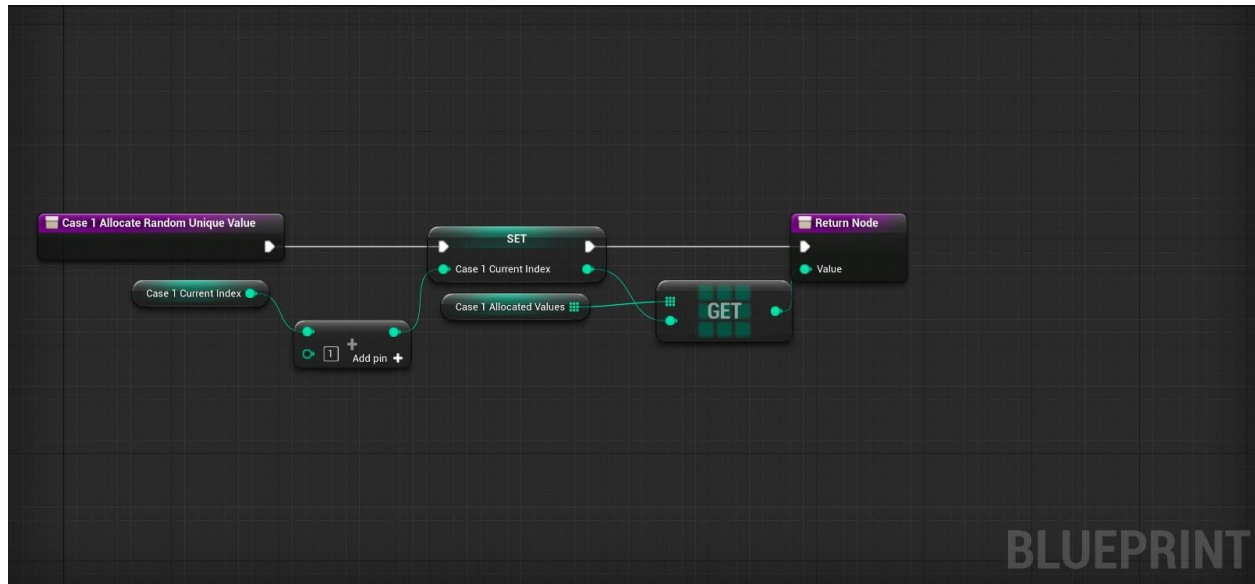 Case 1 Allocate Random Unique Value
SET
Return Node
Case 1 Current Index
Value
Case 1 Current Index
Case 1 Allocated Values
GET
1
+
Add pin +
BLUEPRINT